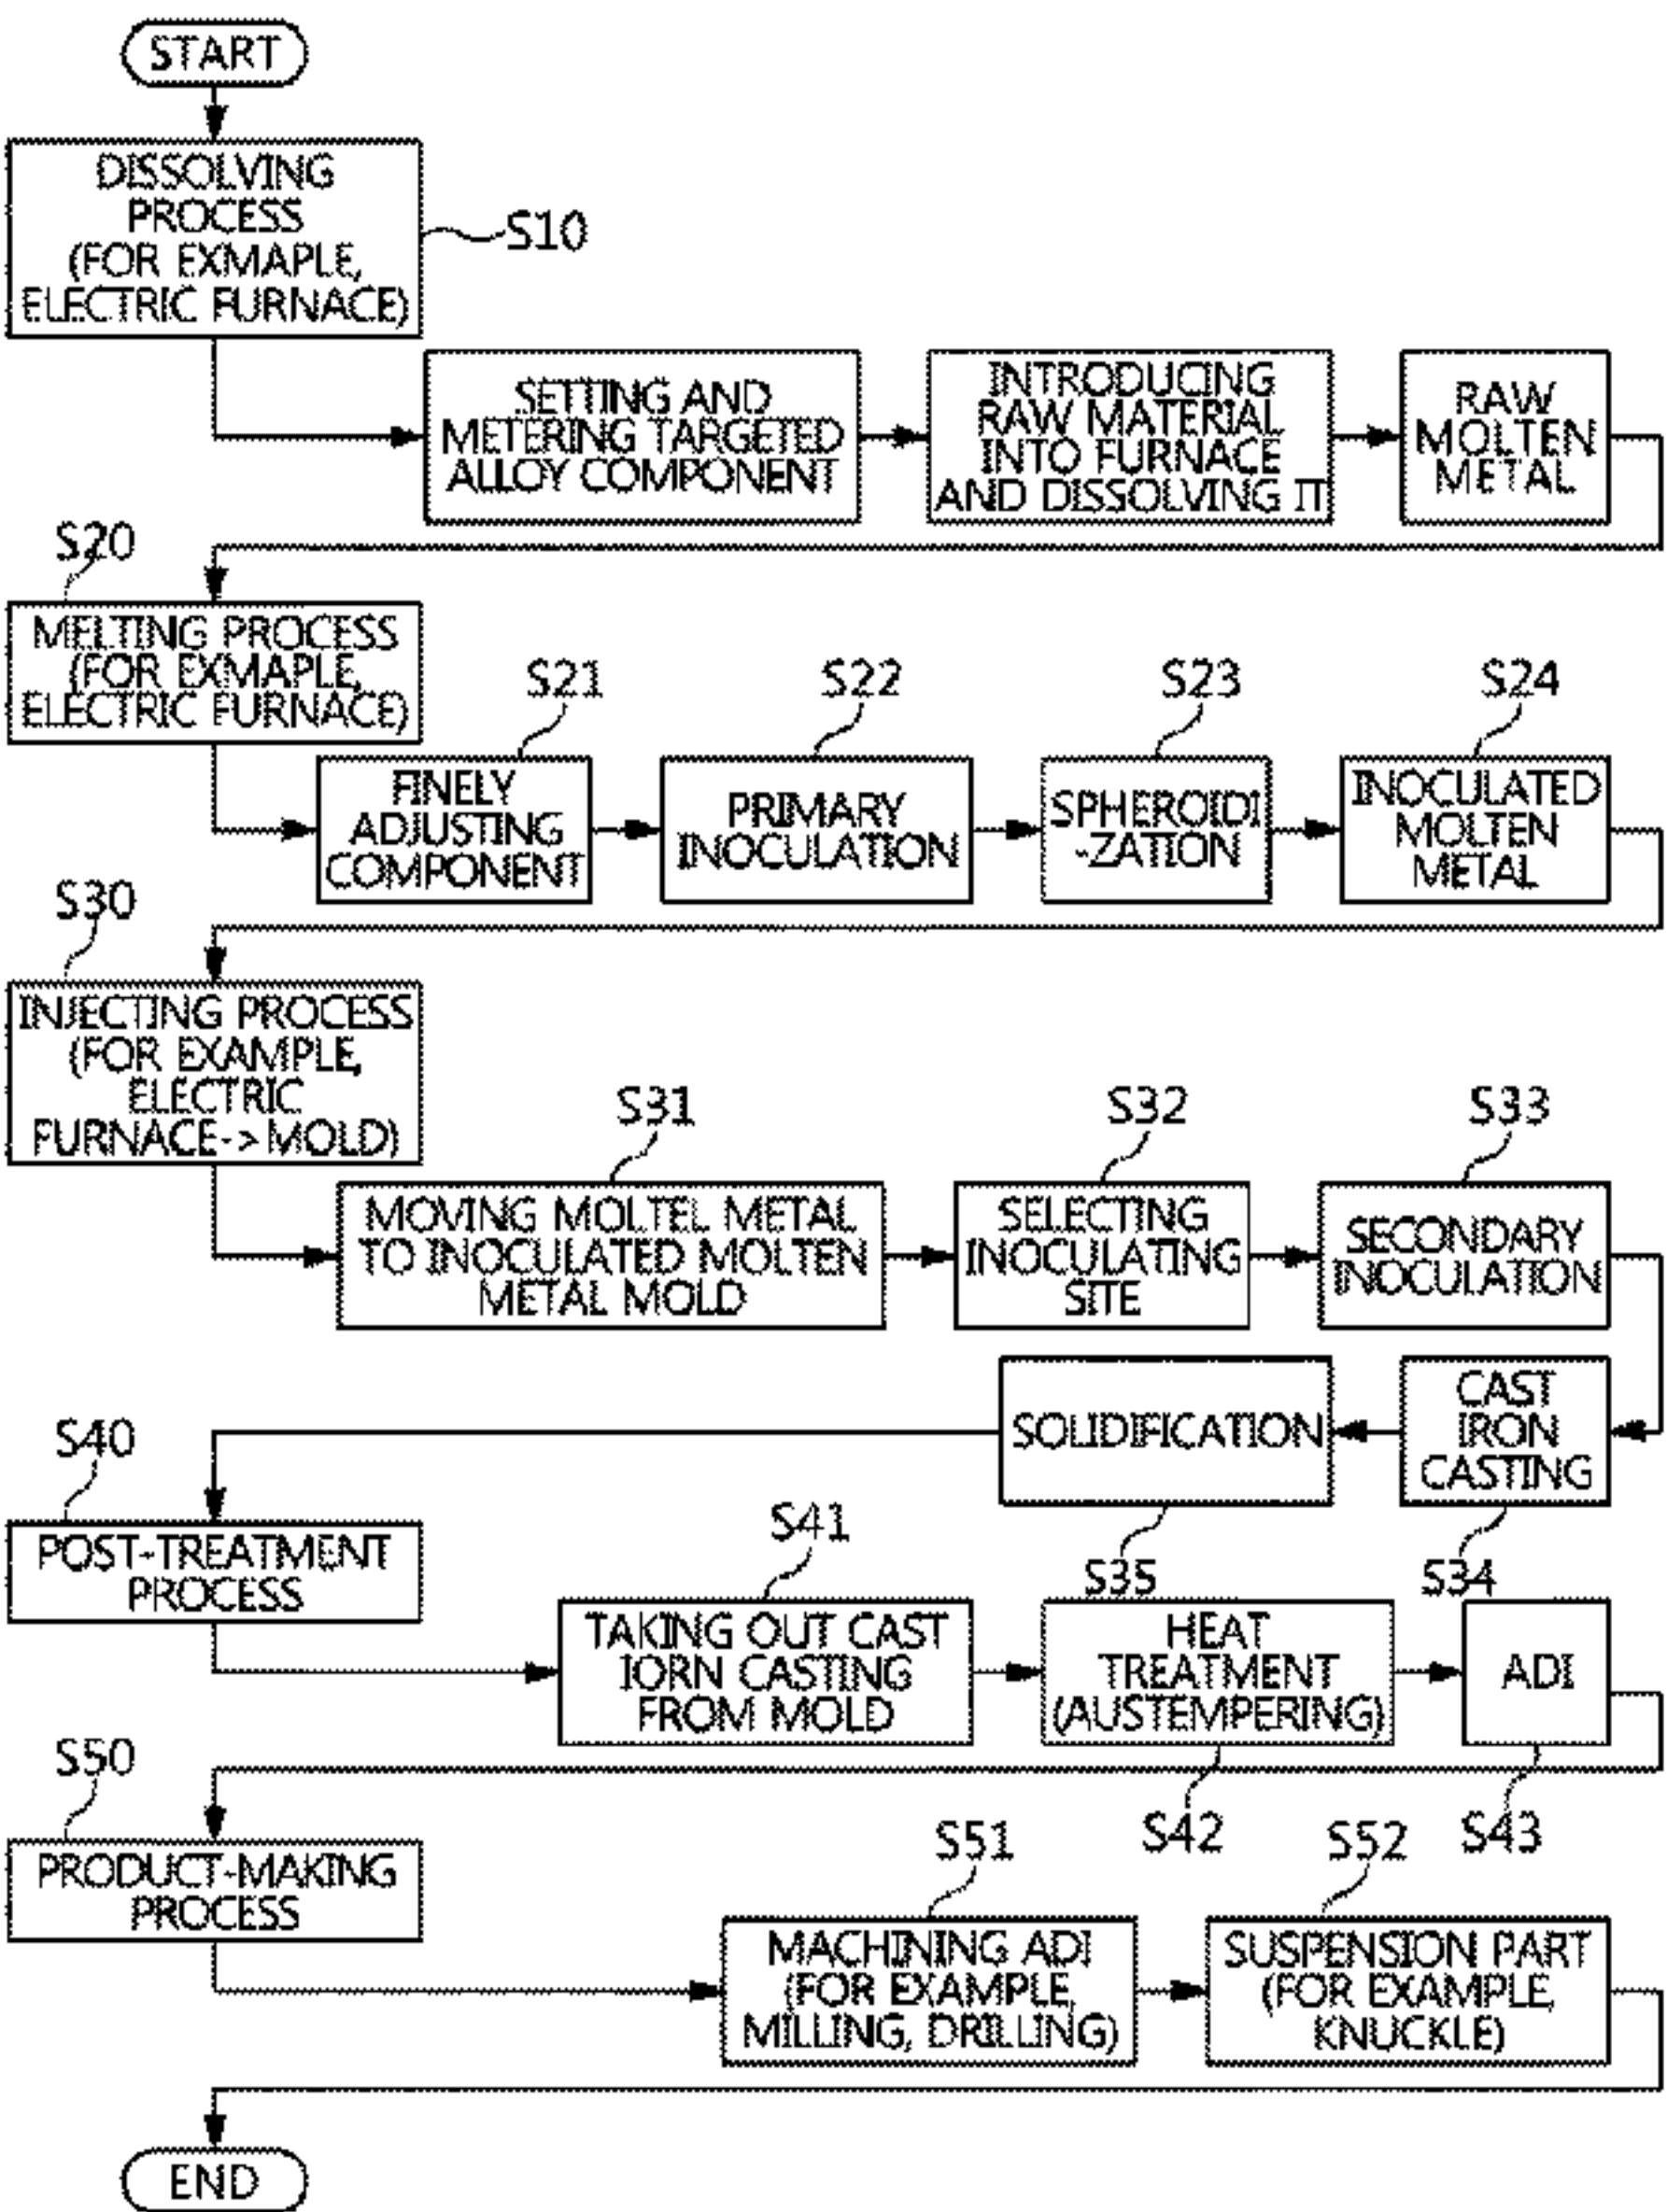 START
DISSOLVING
PROCESS
(FOR EXMAPLE,
ELECTRIC FURNACE)
S10
SETTING AND
METERING TARGETED
ALLOY COMPONENT
INTRODUCING
RAW MATERIAL
INTO FURNACE
AND DISSOLVING IT
RAW
MOLTEN
METAL
S20
MELTING PROCESS
(FOR EXMAPLE,
ELECTRIC FURNACE)
S21
FINELY
ADJUSTING
COMPONENT
S22
PRIMARY
INOCULATION
S23
SPHEROIDI
-ZATION
S24
INOCULATED
MOLTEN
METAL
S30
INJECTING PROCESS
(FOR EXAMPLE,
ELECTRIC
FURNACE->MOLD)
S31
MOVING MOLTEL METAL
TO INOCULATED MOLTEN
METAL MOLD
S32
SELECTING
INOCULATING
SITE
S33
SECONDARY
INOCULATION
CAST
IRON
CASTING
S34
SOLIDIFICATION
S35
S40
POST-TREATMENT
PROCESS
S41
TAKING OUT CAST
IORN CASTING
FROM MOLD
HEAT
TREATMENT
(AUSTEMPERING)
S42
ADI
S43
S50
PRODUCT-MAKING
PROCESS
S51
MACHINING ADI
(FOR EXAMPLE,
MILLING, DRILLING)
S52
SUSPENSION PART
(FOR EXAMPLE,
KNUCKLE)
END